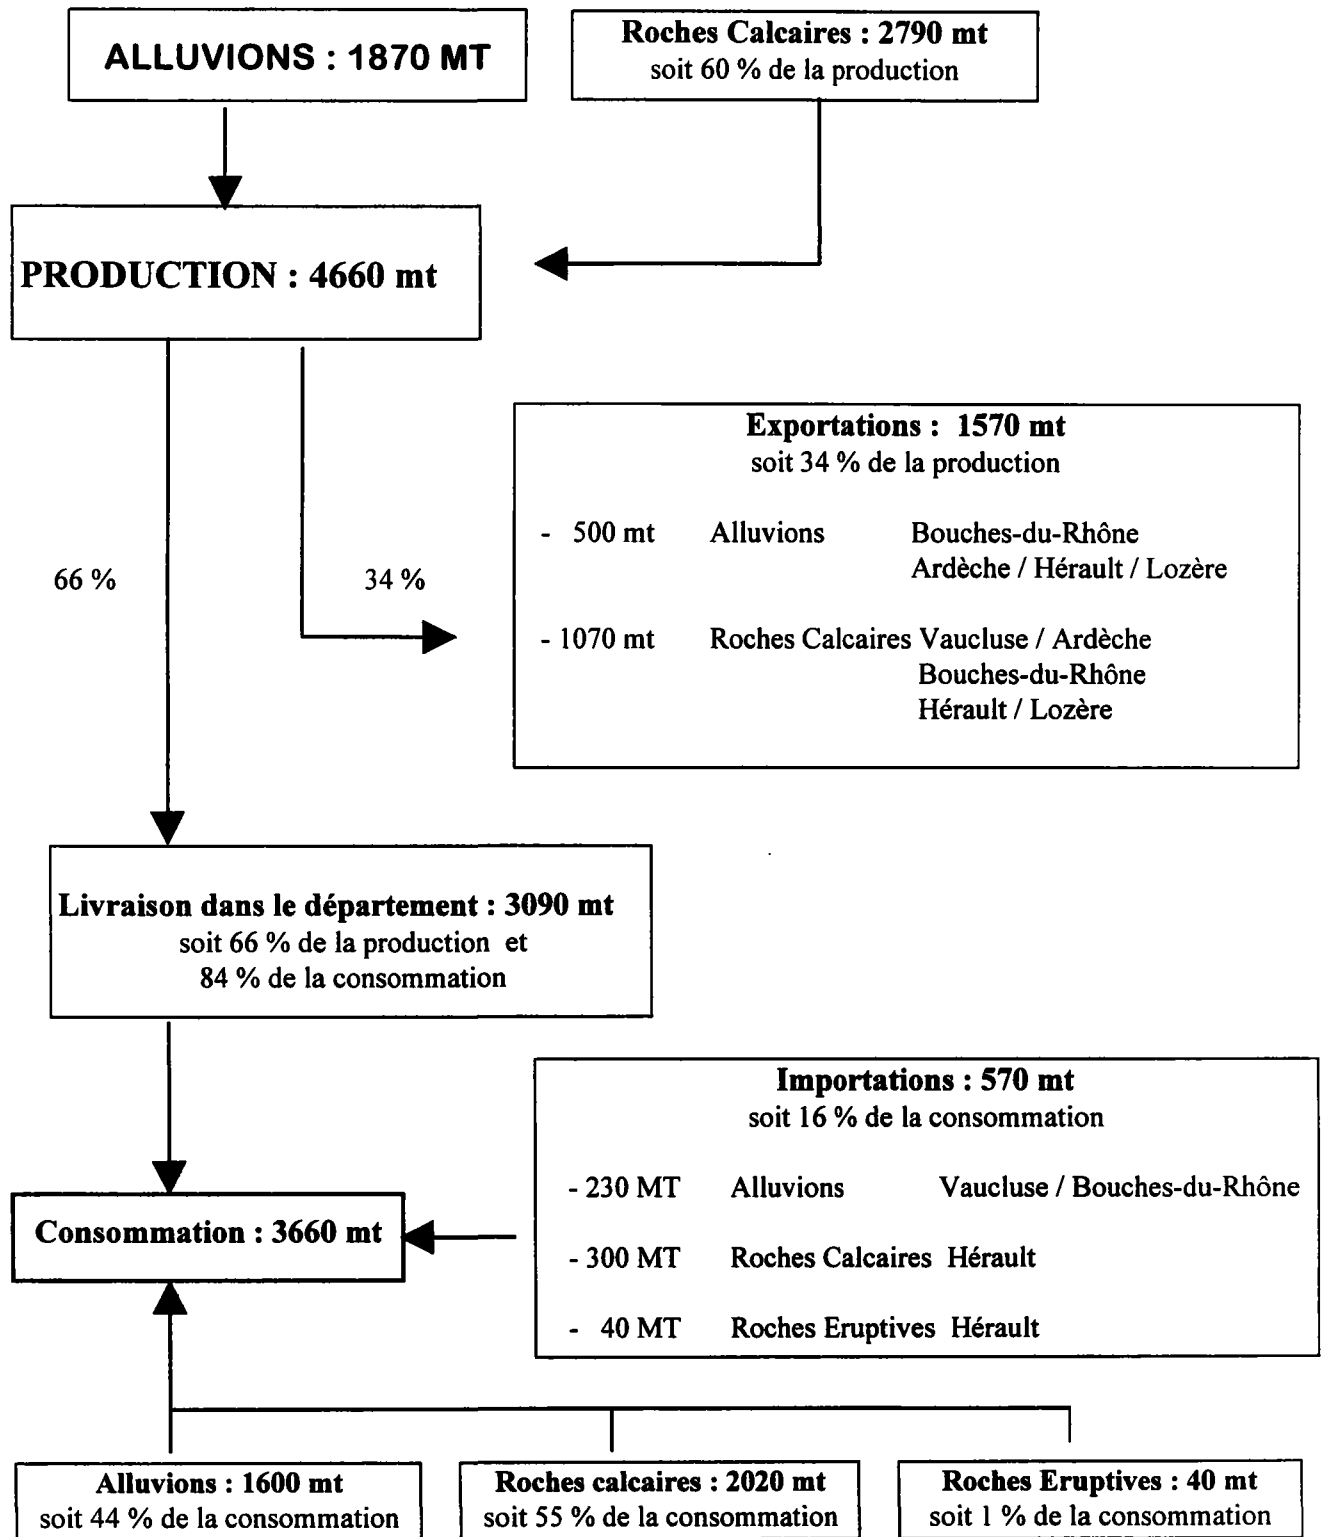 ALLUVIONS : 1870 MT
Roches Calcaires : 2790 mt
soit 60 % de la production
PRODUCTION : 4660 mt
Exportations : 1570 mt
soit 34 % de la production
- 500 mt Alluvions Bouches-du-Rhône
Ardèche / Hérault / Lozère
66 %
34 %
- 1070 mt Roches Calcaires Vaucluse / Ardèche
Bouches-du-Rhône
Hérault / Lozère
Livraison dans le département : 3090 mt
soit 66 % de la production et
84 % de la consommation
Importations : 570 mt
soit 16 % de la consommation
- 230 MT Alluvions Vaucluse / Bouches-du-Rhône
Consommation : 3660 mt
- 300 MT Roches Calcaires Hérault
- 40 MT Roches Eruptives Hérault
Alluvions : 1600 mt
soit 44 % de la consommation
Roches calcaires : 2020 mt
soit 55 % de la consommation
Roches Eruptives : 40 mt
soit 1 % de la consommation